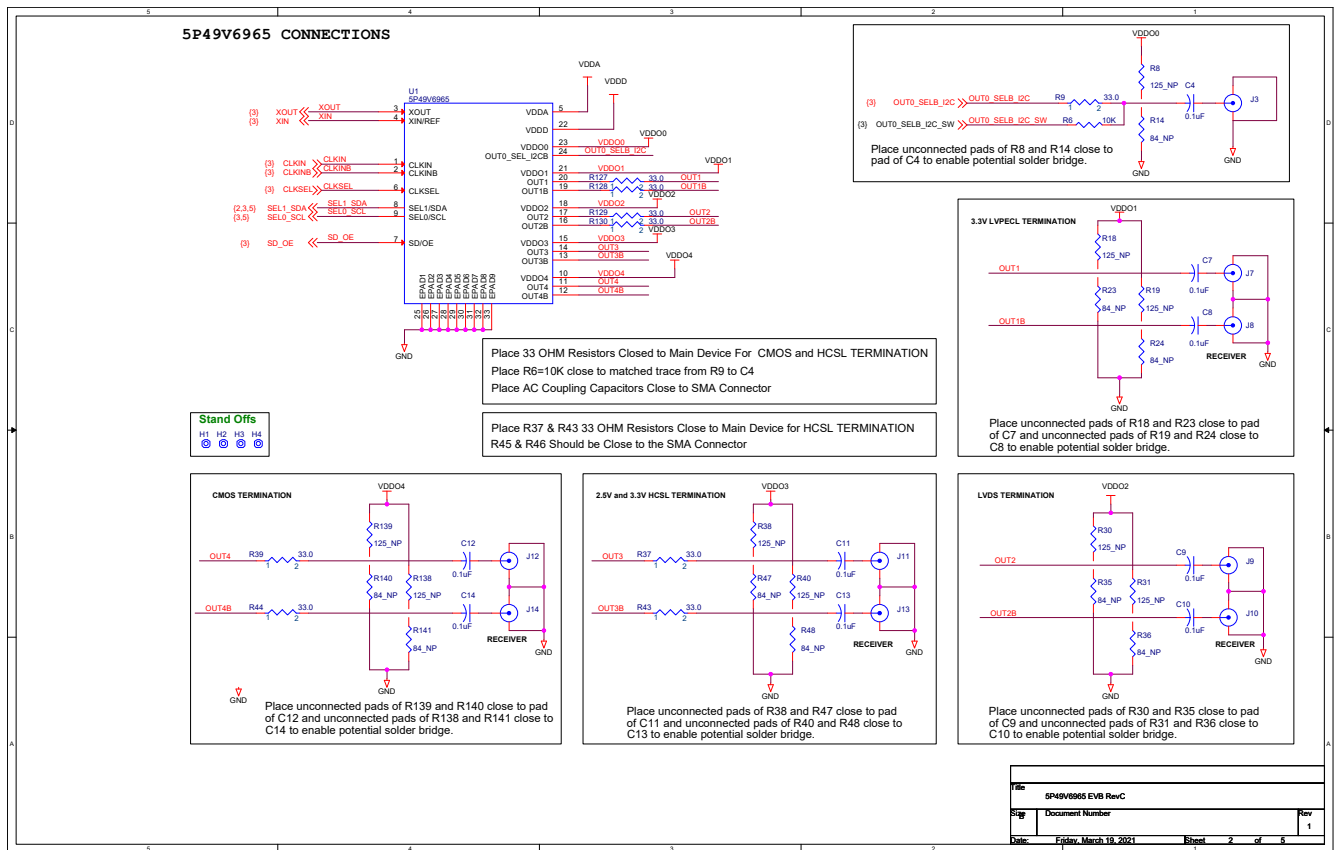 5 4 3 2 1
5P49V6965 CONNECTIONS
U1
5P49V6965
VDDA
VDDD
{3} XOUT XOUT 3 XOUT
{3} XIN XIN 4 XIN/REF
{3} CLKIN CLKIN 1 CLKIN
{3} CLKINB CLKINB 2 CLKINB
{3} CLKSEL CLKSEL 6 CLKSEL
{2,3,5} SEL1_SDA SEL1_SDA 8 SEL1/SDA
{3,5} SEL0_SCL SEL0_SCL 9 SEL0/SCL
{3} SD_OE SD_OE 7 SD/OE
VDDA 5
VDDD 22
VDDO0 23 VDDO0 VDDO0
OUT0_SEL_I2CB 24 OUT0_SELB_I2C
VDDO1 21 VDDO1 VDDO1
OUT1 20 R127 1 2 33.0 OUT1
OUT1B 19 R128 1 2 33.0 OUT1B
VDDO2 18 VDDO2 VDDO2
OUT2 17 R129 1 2 33.0 OUT2
OUT2B 16 R130 1 2 33.0 OUT2B
VDDO3 15 VDDO3 VDDO3
OUT3 14 OUT3
OUT3B 13 OUT3B
VDDO4 10 VDDO4 VDDO4
OUT4 11 OUT4
OUT4B 12 OUT4B
EPAD1 EPAD2 EPAD3 EPAD4 EPAD5 EPAD6 EPAD7 EPAD8 EPAD9
25 26 27 28 29 30 31 32 33
GND
VDDO0
R8
125_NP
{3} OUT0_SELB_I2C OUT0_SELB_I2C R9 1 2 33.0
{3} OUT0_SELB_I2C_SW OUT0_SELB_I2C_SW R6 10K
C4
0.1uF
J3
R14
84_NP
GND
GND
Place unconnected pads of R8 and R14 close to
pad of C4 to enable potential solder bridge.
3.3V LVPECL TERMINATION
VDDO1
R18
125_NP
OUT1
C7
0.1uF
J7
R23
84_NP
R19
125_NP
OUT1B
C8
0.1uF
J8
R24
84_NP
RECEIVER
GND
GND
Place unconnected pads of R18 and R23 close to pad
of C7 and unconnected pads of R19 and R24 close to
C8 to enable potential solder bridge.
Place 33 OHM Resistors Closed to Main Device For CMOS and HCSL TERMINATION
Place R6=10K close to matched trace from R9 to C4
Place AC Coupling Capacitors Close to SMA Connector
Place R37 & R43 33 OHM Resistors Close to Main Device for HCSL TERMINATION
R45 & R46 Should be Close to the SMA Connector
Stand Offs
H1 H2 H3 H4
CMOS TERMINATION
VDDO4
R139
125_NP
OUT4 R39 1 2 33.0
C12
0.1uF
J12
R140
84_NP
R138
125_NP
OUT4B R44 1 2 33.0
C14
0.1uF
J14
R141
84_NP
RECEIVER
GND
GND
GND
Place unconnected pads of R139 and R140 close to pad
of C12 and unconnected pads of R138 and R141 close to
C14 to enable potential solder bridge.
2.5V and 3.3V HCSL TERMINATION
VDDO3
R38
125_NP
OUT3 R37 1 2 33.0
C11
0.1uF
J11
R47
84_NP
R40
125_NP
OUT3B R43 1 2 33.0
C13
0.1uF
J13
R48
84_NP
RECEIVER
GND
GND
Place unconnected pads of R38 and R47 close to pad
of C11 and unconnected pads of R40 and R48 close to
C13 to enable potential solder bridge.
LVDS TERMINATION
VDDO2
R30
125_NP
OUT2
C9
0.1uF
J9
R35
84_NP
R31
125_NP
OUT2B
C10
0.1uF
J10
R36
84_NP
RECEIVER
GND
GND
Place unconnected pads of R30 and R35 close to pad
of C9 and unconnected pads of R31 and R36 close to
C10 to enable potential solder bridge.
D D
C C
B B
A A
Title
5P49V6965 EVB RevC
Size Document Number Rev
B 1
Date: Friday, March 19, 2021 Sheet 2 of 5
5 4 3 2 1